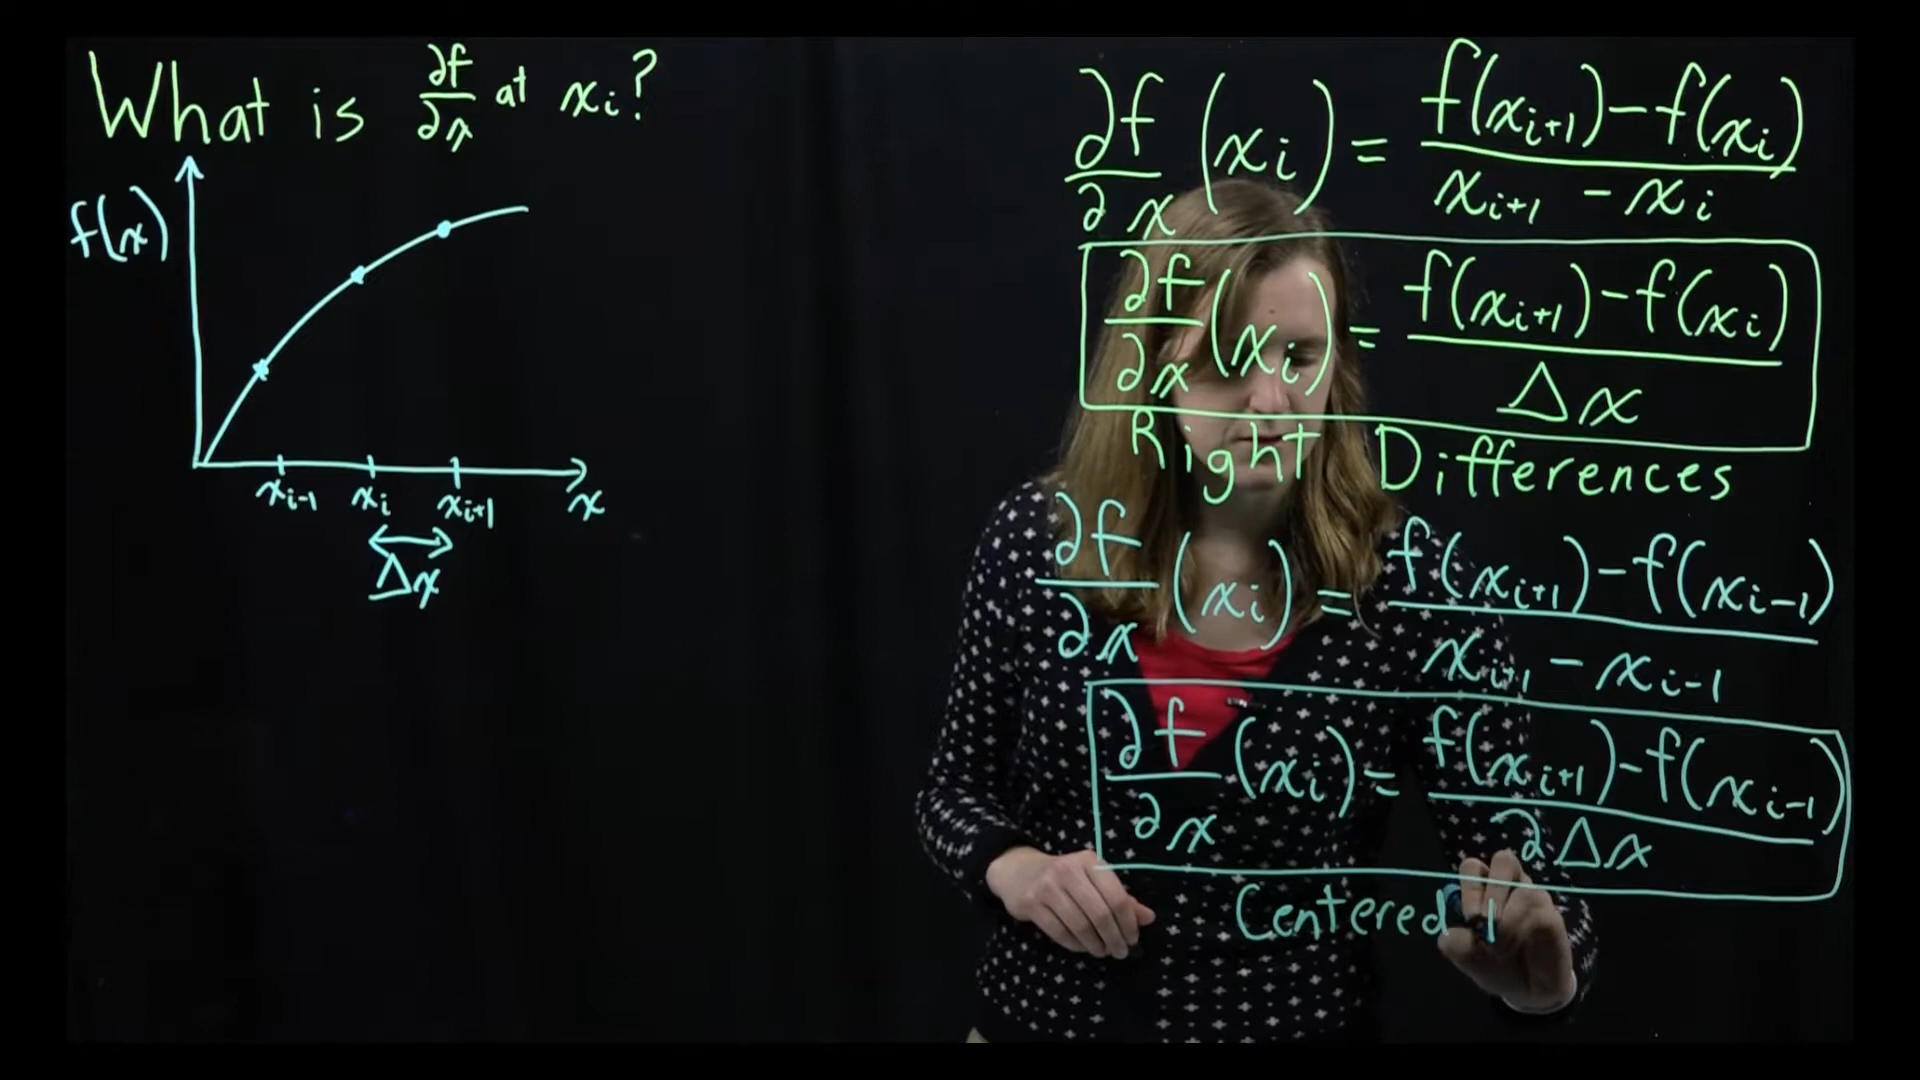 What is ∂f/∂x at xᵢ?
f(x)
xᵢ₋₁ xᵢ xᵢ₊₁ x
Δx
∂f/∂x (xᵢ) = (f(xᵢ₊₁) − f(xᵢ)) / (xᵢ₊₁ − xᵢ)
∂f/∂x (xᵢ) = (f(xᵢ₊₁) − f(xᵢ)) / Δx
Right Differences
∂f/∂x (xᵢ) = (f(xᵢ₊₁) − f(xᵢ₋₁)) / (xᵢ₊₁ − xᵢ₋₁)
∂f/∂x (xᵢ) = (f(xᵢ₊₁) − f(xᵢ₋₁)) / 2Δx
Centered